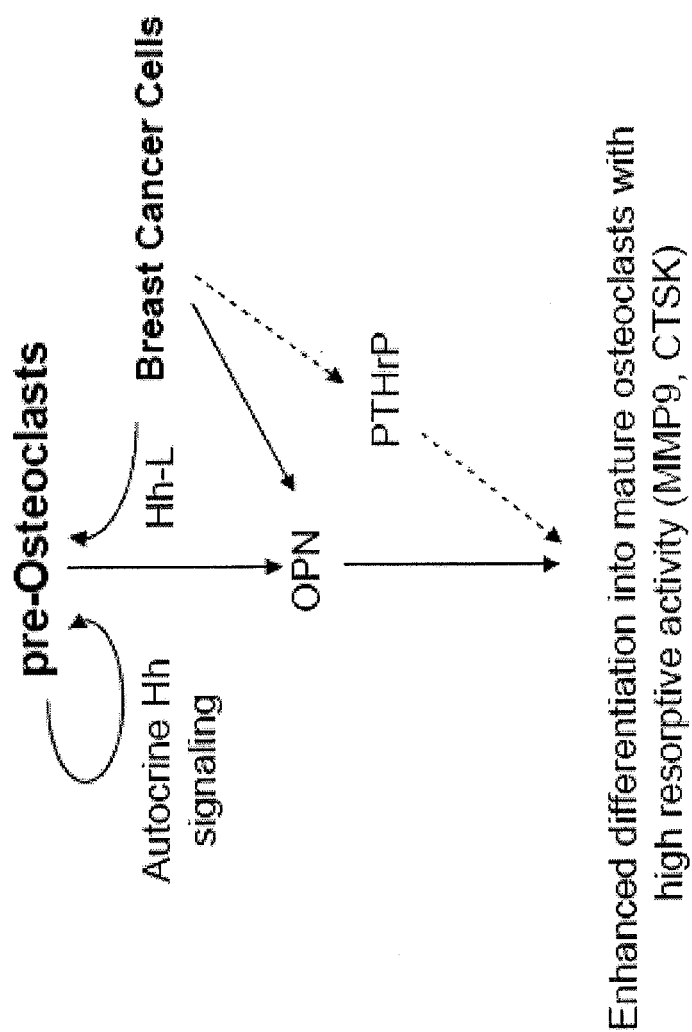 pre-Osteoclasts
Breast Cancer Cells
Hh-L
Autocrine Hh
signaling
OPN
PTHrP
Enhanced differentiation into mature osteoclasts with
high resorptive activity (MMP9, CTSK)